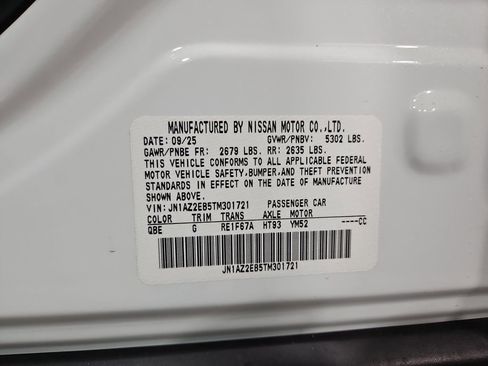 MANUFACTURED BY NISSAN MOTOR CO.,LTD.
DATE: 09/25 GVWR/PNBV: 5302 LBS.
GAWR/PNBE FR: 2679 LBS. RR: 2635 LBS.
THIS VEHICLE CONFORMS TO ALL APPLICABLE FEDERAL
MOTOR VEHICLE SAFETY,BUMPER,AND THEFT PREVENTION
STANDARDS IN EFFECT ON THE DATE OF MANUFACTURE
SHOWN ABOVE.
VIN: JN1AZ2EB5TM301721 PASSENGER CAR
COLOR TRIM TRANS AXLE MOTOR
QBE G RE1F67A HT93 YM52 ----CC
JN1AZ2EB5TM301721